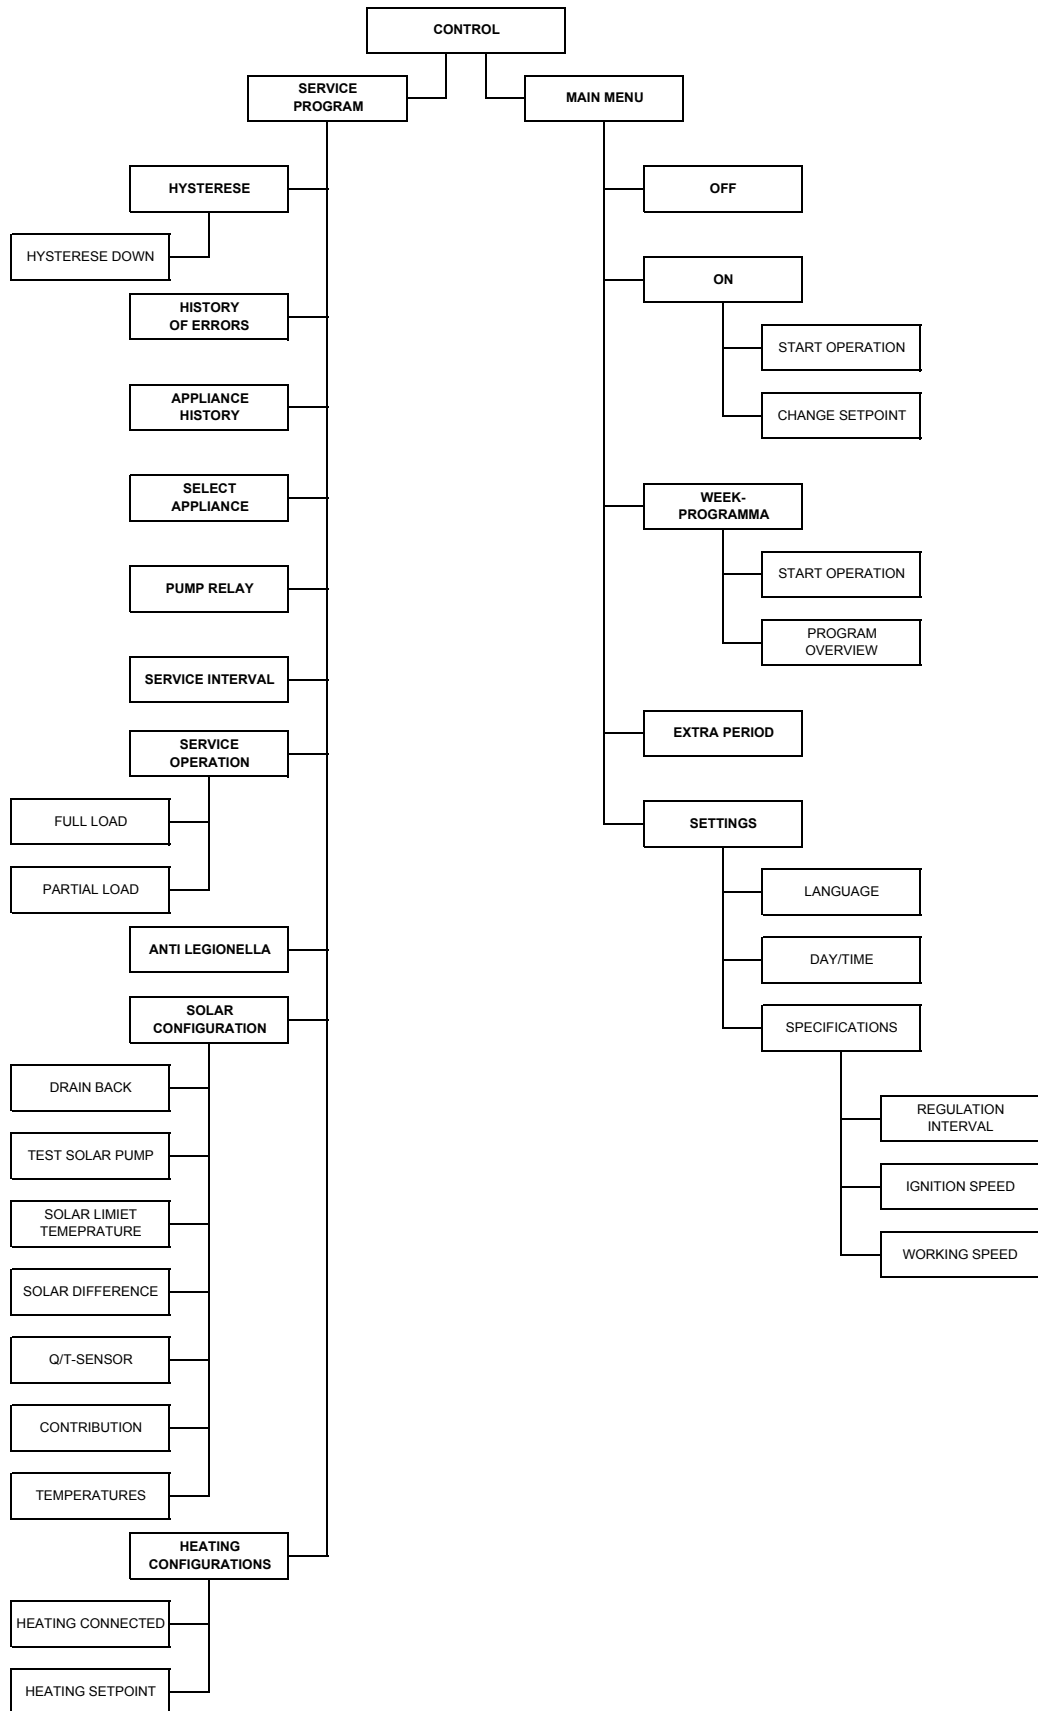 CONTROL
SERVICE
PROGRAM
MAIN MENU
HYSTERESE
HYSTERESE DOWN
HISTORY
OF ERRORS
APPLIANCE
HISTORY
SELECT
APPLIANCE
PUMP RELAY
SERVICE INTERVAL
SERVICE
OPERATION
FULL LOAD
PARTIAL LOAD
ANTI LEGIONELLA
SOLAR
CONFIGURATION
DRAIN BACK
TEST SOLAR PUMP
SOLAR LIMIET
TEMEPRATURE
SOLAR DIFFERENCE
Q/T-SENSOR
CONTRIBUTION
TEMPERATURES
HEATING
CONFIGURATIONS
HEATING CONNECTED
HEATING SETPOINT
OFF
ON
START OPERATION
CHANGE SETPOINT
WEEK-
PROGRAMMA
START OPERATION
PROGRAM
OVERVIEW
EXTRA PERIOD
SETTINGS
LANGUAGE
DAY/TIME
SPECIFICATIONS
REGULATION
INTERVAL
IGNITION SPEED
WORKING SPEED